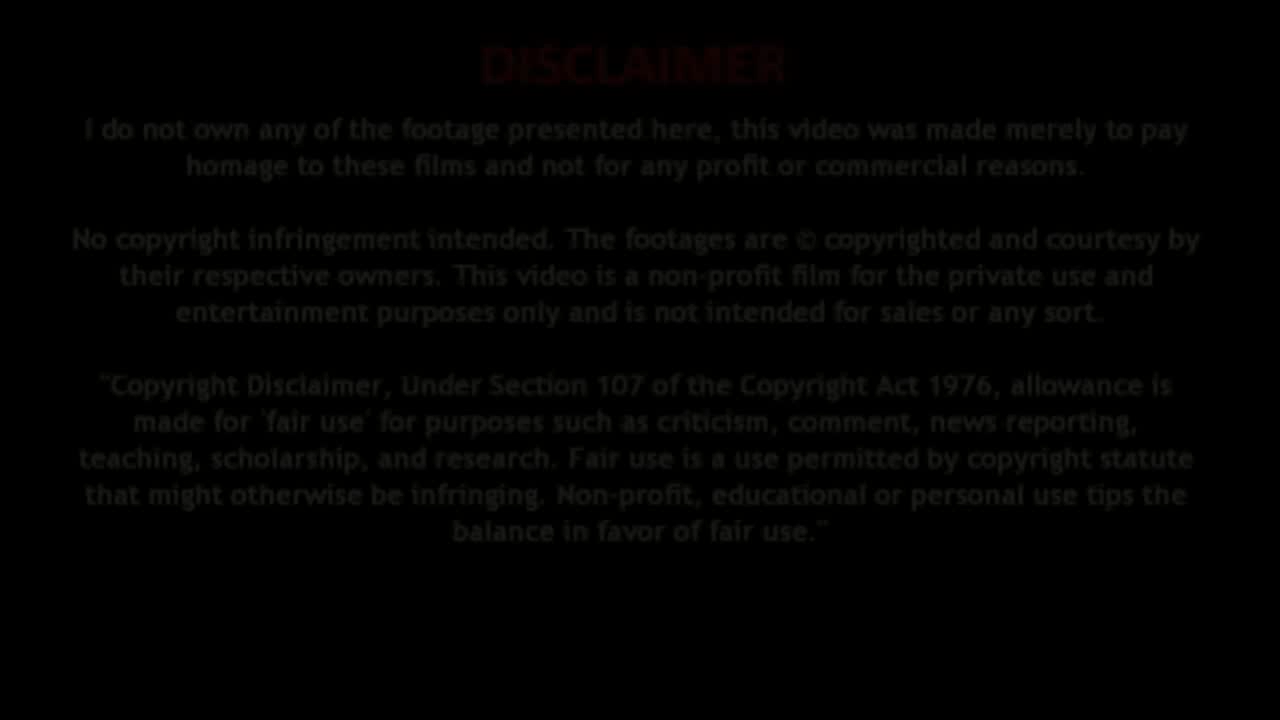 DISCLAIMER
I do not own any of the footage presented here, this video was made merely to pay
homage to these films and not for any profit or commercial reasons.
No copyright infringement intended. The footages are © copyrighted and courtesy by
their respective owners. This video is a non-profit film for the private use and
entertainment purposes only and is not intended for sales or any sort.
"Copyright Disclaimer, Under Section 107 of the Copyright Act 1976, allowance is
made for 'fair use' for purposes such as criticism, comment, news reporting,
teaching, scholarship, and research. Fair use is a use permitted by copyright statute
that might otherwise be infringing. Non-profit, educational or personal use tips the
balance in favor of fair use."